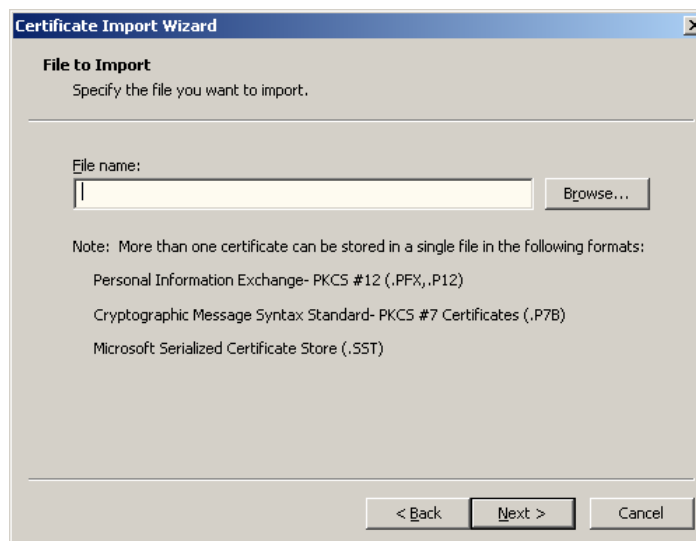 Certificate Import Wizard
File to Import
Specify the file you want to import.
File name:
Browse...
Note: More than one certificate can be stored in a single file in the following formats:
Personal Information Exchange- PKCS #12 (.PFX,.P12)
Cryptographic Message Syntax Standard- PKCS #7 Certificates (.P7B)
Microsoft Serialized Certificate Store (.SST)
< Back
Next >
Cancel